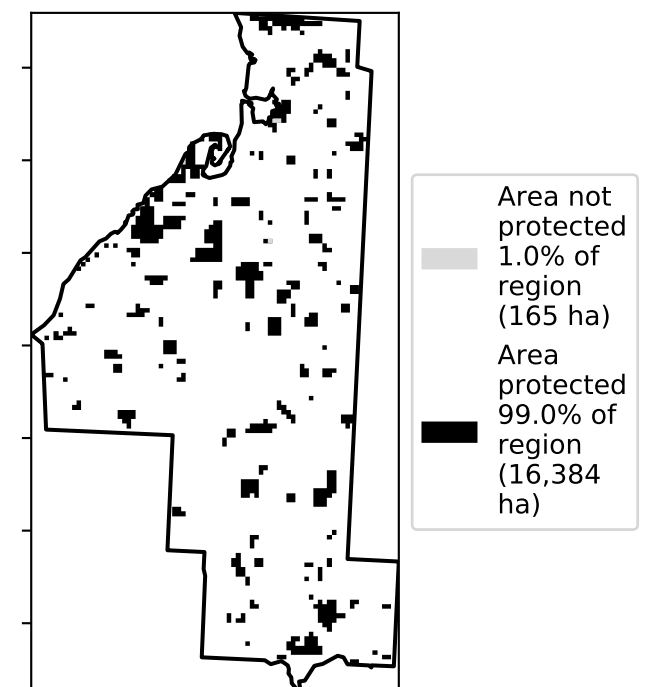 Area not
protected
1.0% of
region
(165 ha)
Area
protected
99.0% of
region
(16,384
ha)